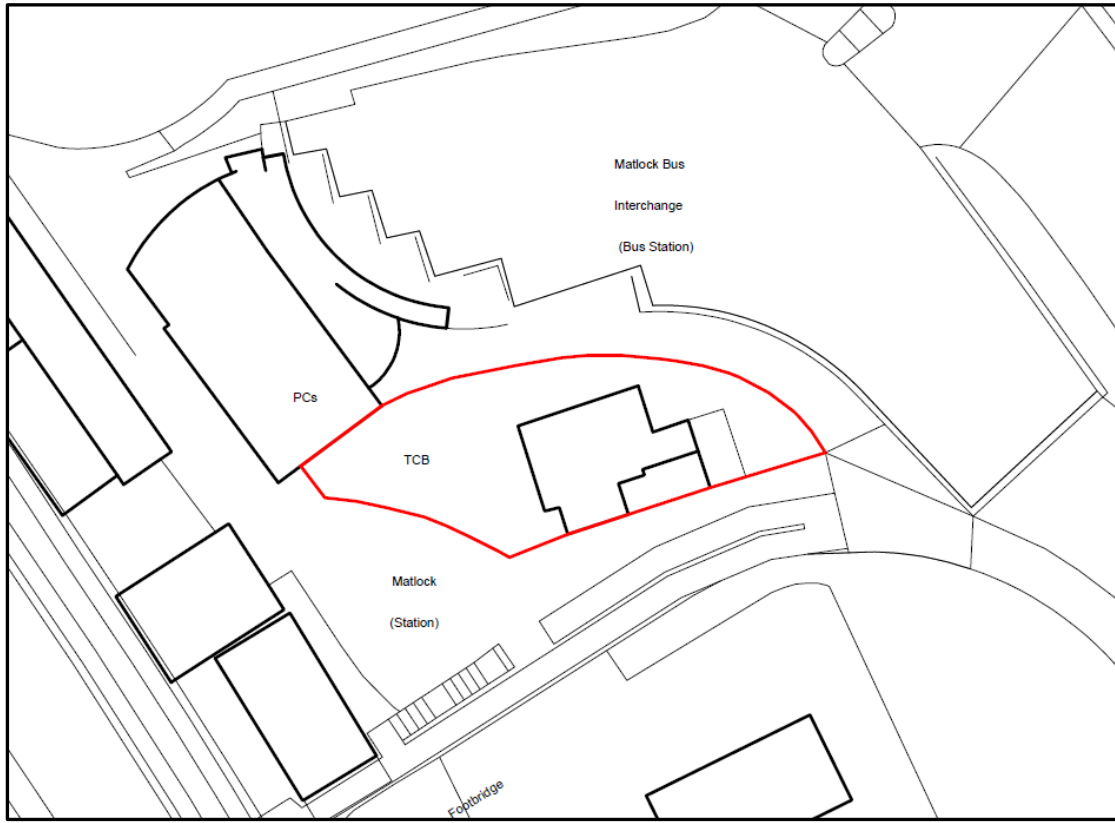 Matlock Bus
Interchange
(Bus Station)
PCs
TCB
Matlock
(Station)
Footbridge